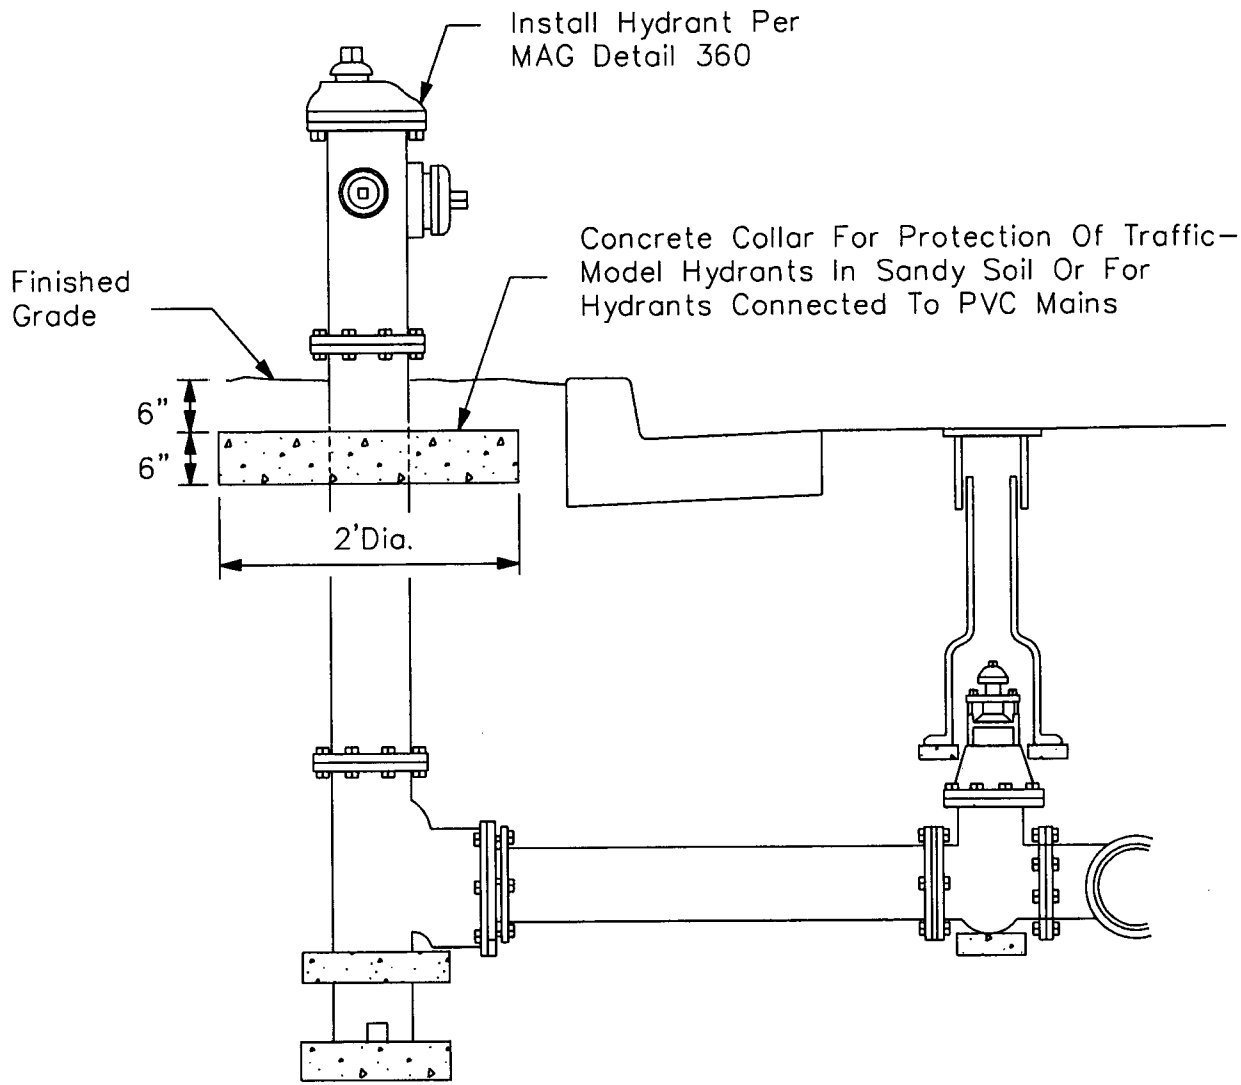 Install Hydrant Per
MAG Detail 360
Concrete Collar For Protection Of Traffic-
Model Hydrants In Sandy Soil Or For
Hydrants Connected To PVC Mains
Finished
Grade
6"
6"
2'Dia.